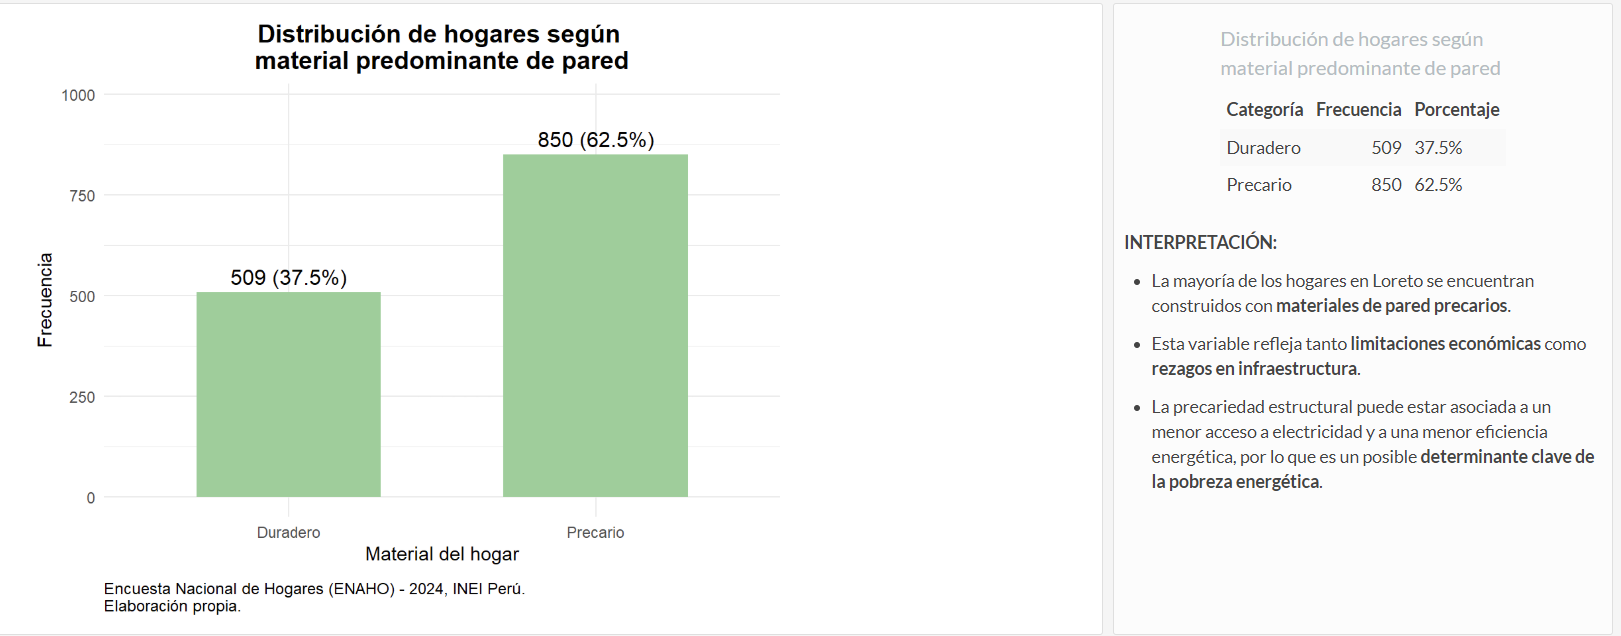 Distribución de hogares según
material predominante de pared
1000
750
500
250
0
Frecuencia
509 (37.5%)
850 (62.5%)
Duradero
Precario
Material del hogar
Encuesta Nacional de Hogares (ENAHO) - 2024, INEI Perú.
Elaboración propia.
Distribución de hogares según
material predominante de pared
Categoría Frecuencia Porcentaje
Duradero 509 37.5%
Precario 850 62.5%
INTERPRETACIÓN:
• La mayoría de los hogares en Loreto se encuentran
construidos con materiales de pared precarios.
• Esta variable refleja tanto limitaciones económicas como
rezagos en infraestructura.
• La precariedad estructural puede estar asociada a un
menor acceso a electricidad y a una menor eficiencia
energética, por lo que es un posible determinante clave de
la pobreza energética.